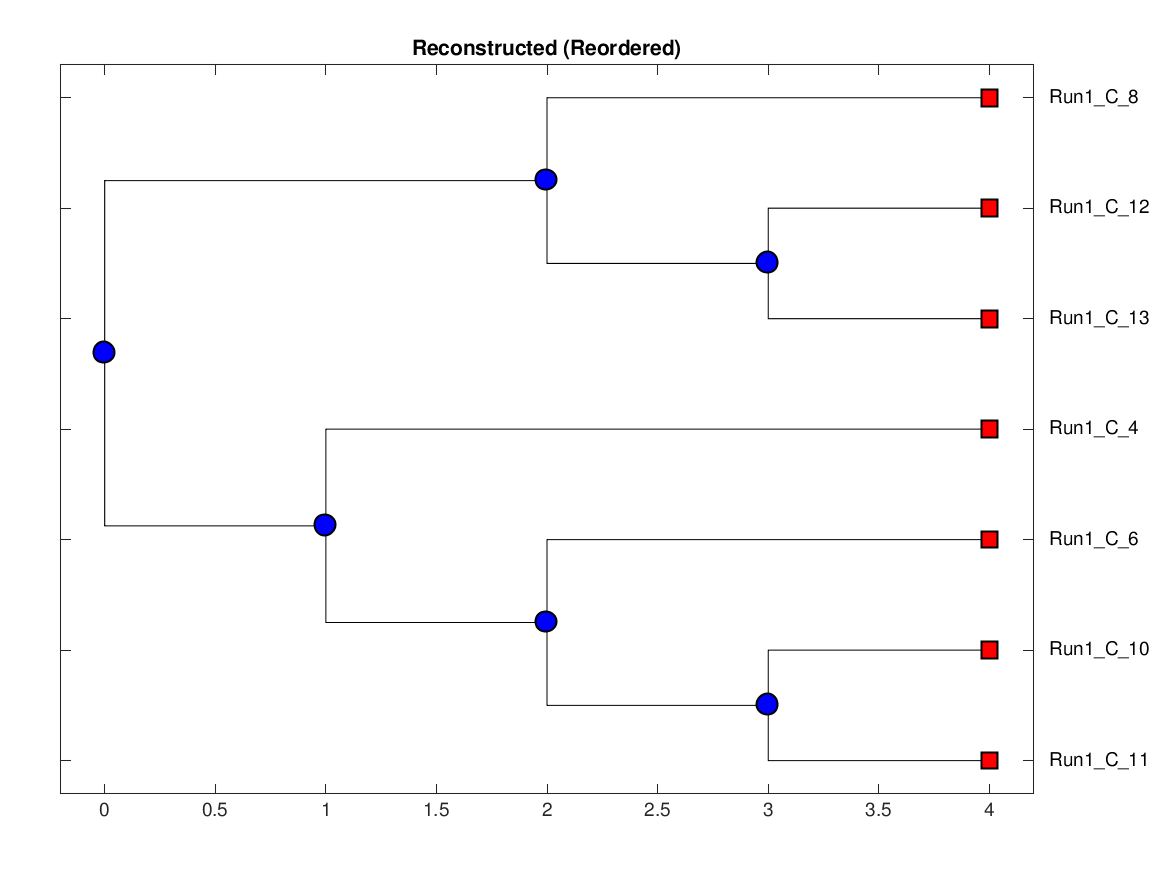 Reconstructed (Reordered)
Run1_C_8
Run1_C_12
Run1_C_13
Run1_C_4
Run1_C_6
Run1_C_10
Run1_C_11
0 0.5 1 1.5 2 2.5 3 3.5 4